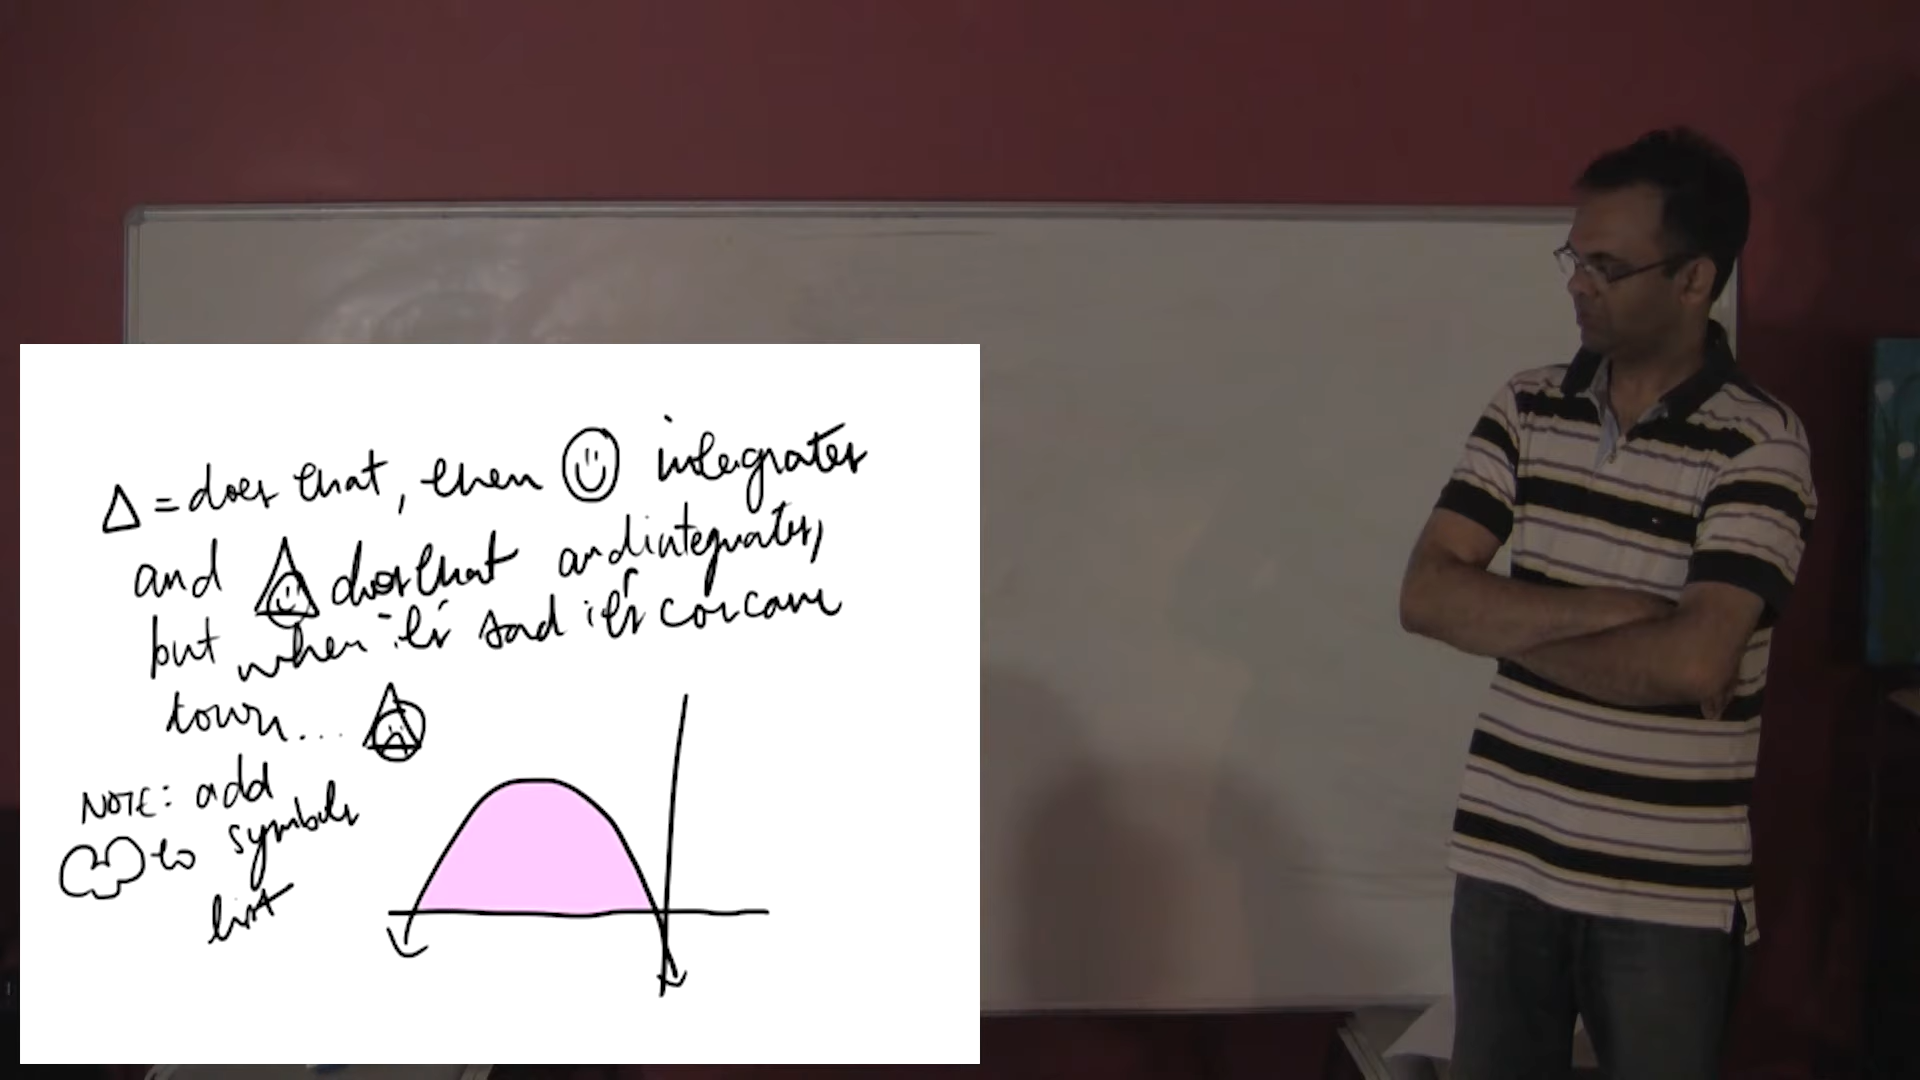 Δ = does that, then ☺ integrates
and does that and integrates,
but when it's sad it's concave
town...
NOTE: add
to symbols
list